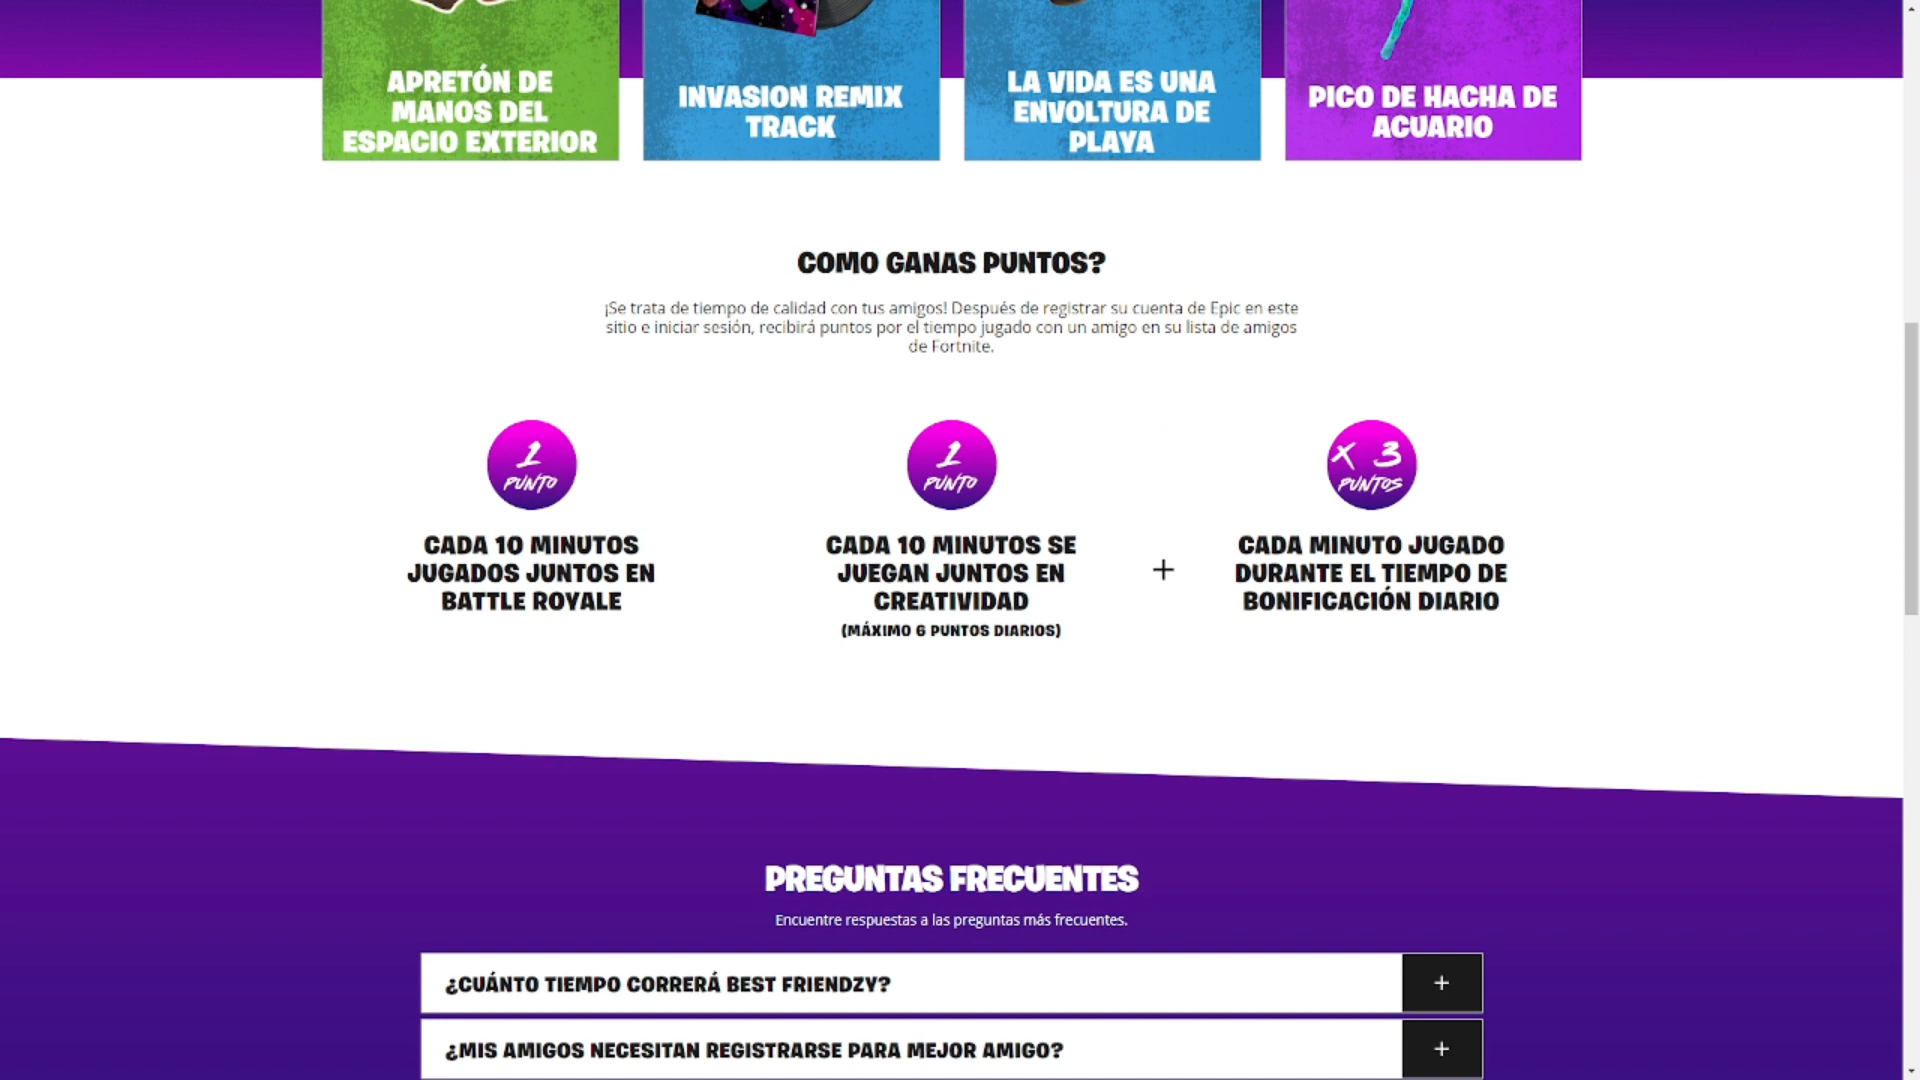 APRETÓN DE
MANOS DEL
ESPACIO EXTERIOR
INVASION REMIX
TRACK
LA VIDA ES UNA
ENVOLTURA DE
PLAYA
PICO DE HACHA DE
ACUARIO
COMO GANAS PUNTOS?
¡Se trata de tiempo de calidad con tus amigos! Después de registrar su cuenta de Epic en este
sitio e iniciar sesión, recibirá puntos por el tiempo jugado con un amigo en su lista de amigos
de Fortnite.
1
PUNTO
CADA 10 MINUTOS
JUGADOS JUNTOS EN
BATTLE ROYALE
1
PUNTO
CADA 10 MINUTOS SE
JUEGAN JUNTOS EN
CREATIVIDAD
(MÁXIMO 6 PUNTOS DIARIOS)
+
X 3
PUNTOS
CADA MINUTO JUGADO
DURANTE EL TIEMPO DE
BONIFICACIÓN DIARIO
PREGUNTAS FRECUENTES
Encuentre respuestas a las preguntas más frecuentes.
¿CUÁNTO TIEMPO CORRERÁ BEST FRIENDZY? +
¿MIS AMIGOS NECESITAN REGISTRARSE PARA MEJOR AMIGO? +